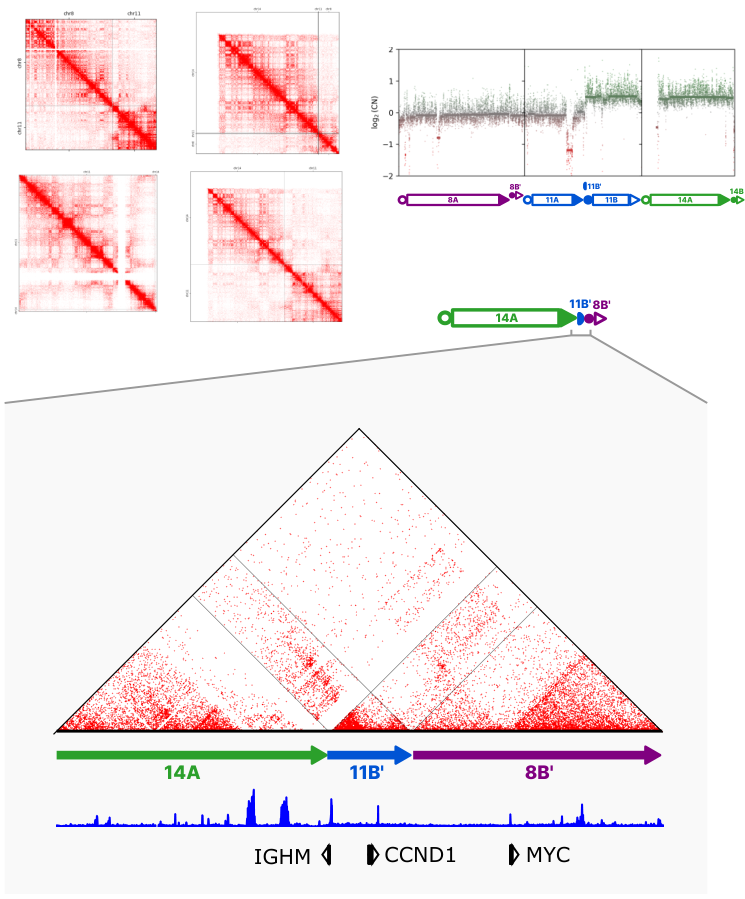 chr8 chr11
chr8
chr11
log₂ (CN)
2
1
0
−1
−2
8A
8B'
11A
11B'
11B
14A
14B
14A
11B' 8B'
14A 11B' 8B'
IGHM CCND1 MYC